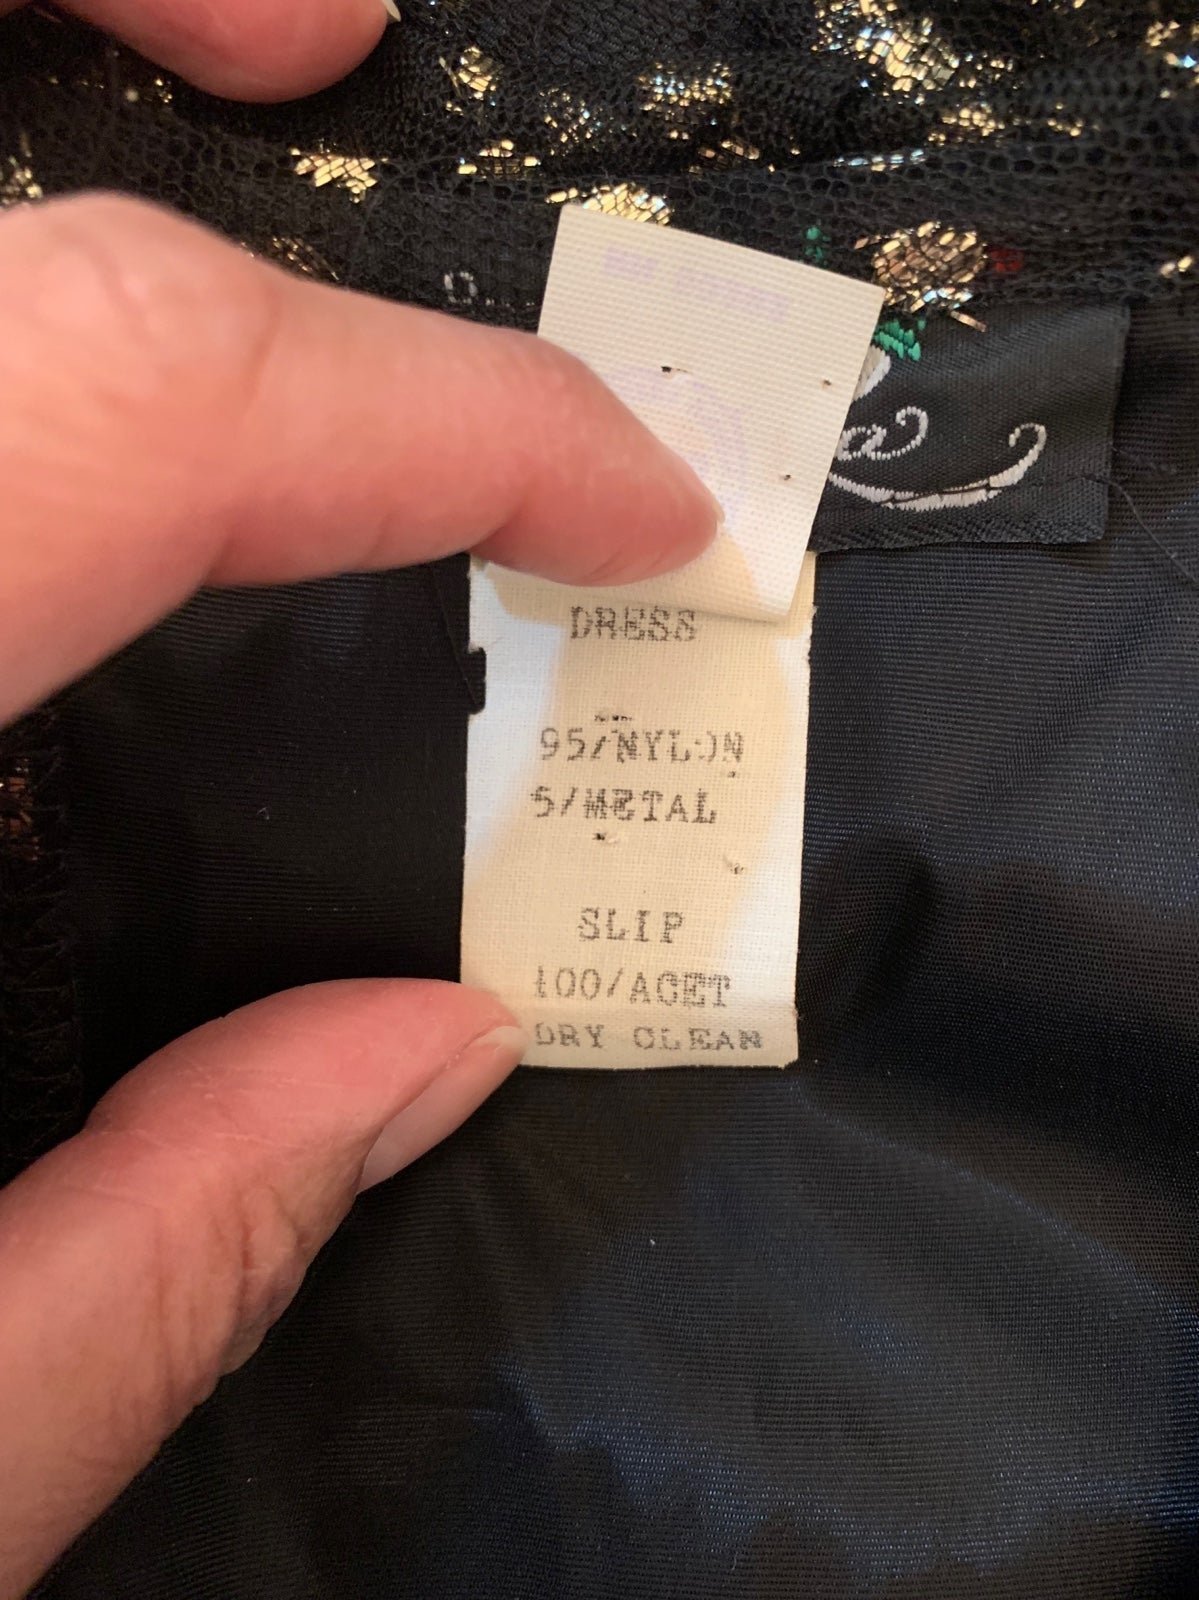 DRESS
95/NYLON
5/METAL
SLIP
100/ACET
DRY CLEAN